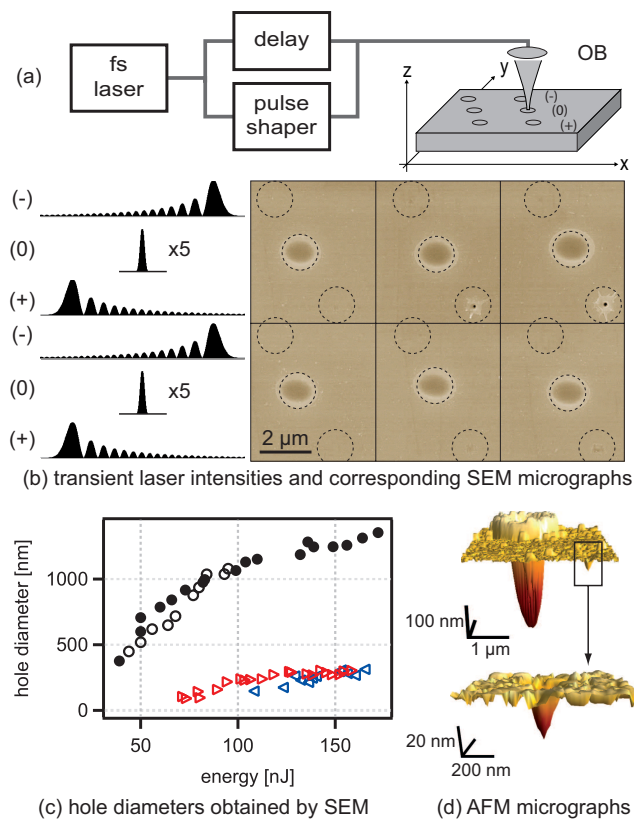 (a)
fs
laser
delay
pulse
shaper
OB
z
y
x
(-)
(0)
(+)
(-)
(0)
x5
(+)
(-)
(0)
x5
(+)
2 µm
(b) transient laser intensities and corresponding SEM micrographs
hole diameter [nm]
1000
500
0
50
100
150
energy [nJ]
(c) hole diameters obtained by SEM
100 nm
1 µm
20 nm
200 nm
(d) AFM micrographs